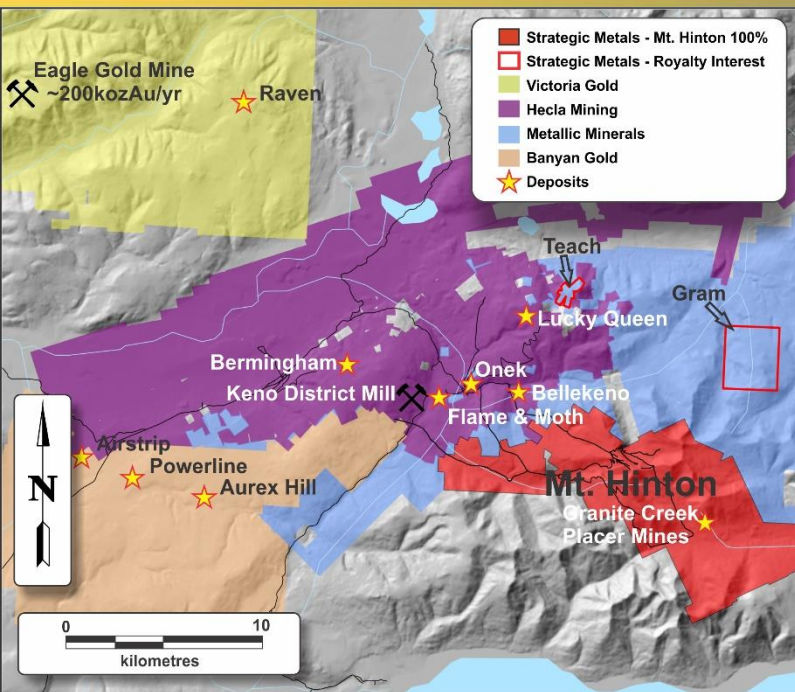 Strategic Metals - Mt. Hinton 100%
Strategic Metals - Royalty Interest
Victoria Gold
Hecla Mining
Metallic Minerals
Banyan Gold
Deposits
Eagle Gold Mine
~200kozAu/yr
Raven
Teach
Gram
Lucky Queen
Bermingham
Onek
Keno District Mill
Bellekeno
Flame & Moth
Airstrip
Powerline
Aurex Hill
Mt. Hinton
Granite Creek
Placer Mines
N
0 10
kilometres